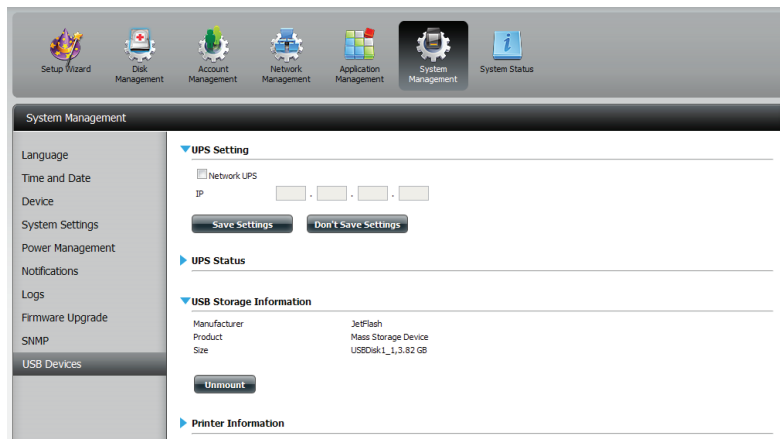 Setup Wizard
Disk Management
Account Management
Network Management
Application Management
System Management
System Status
System Management
Language
Time and Date
Device
System Settings
Power Management
Notifications
Logs
Firmware Upgrade
SNMP
USB Devices
UPS Setting
Network UPS
IP . . .
Save Settings Don't Save Settings
UPS Status
USB Storage Information
Manufacturer JetFlash
Product Mass Storage Device
Size USBDisk1_1,3.82 GB
Unmount
Printer Information